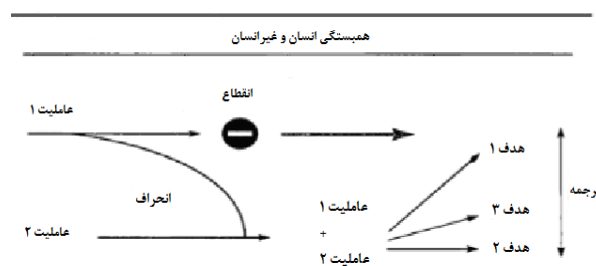 همبستگی انسان و غیرانسان
انقطاع
عاملیت ۱
هدف ۱
رجمه
انحراف
عاملیت ۱
هدف ۳
+
عاملیت ۲
عاملیت ۲
هدف ۲